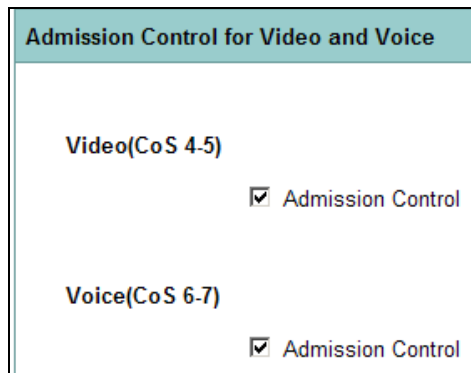 Admission Control for Video and Voice
Video(CoS 4-5)
Admission Control
Voice(CoS 6-7)
Admission Control